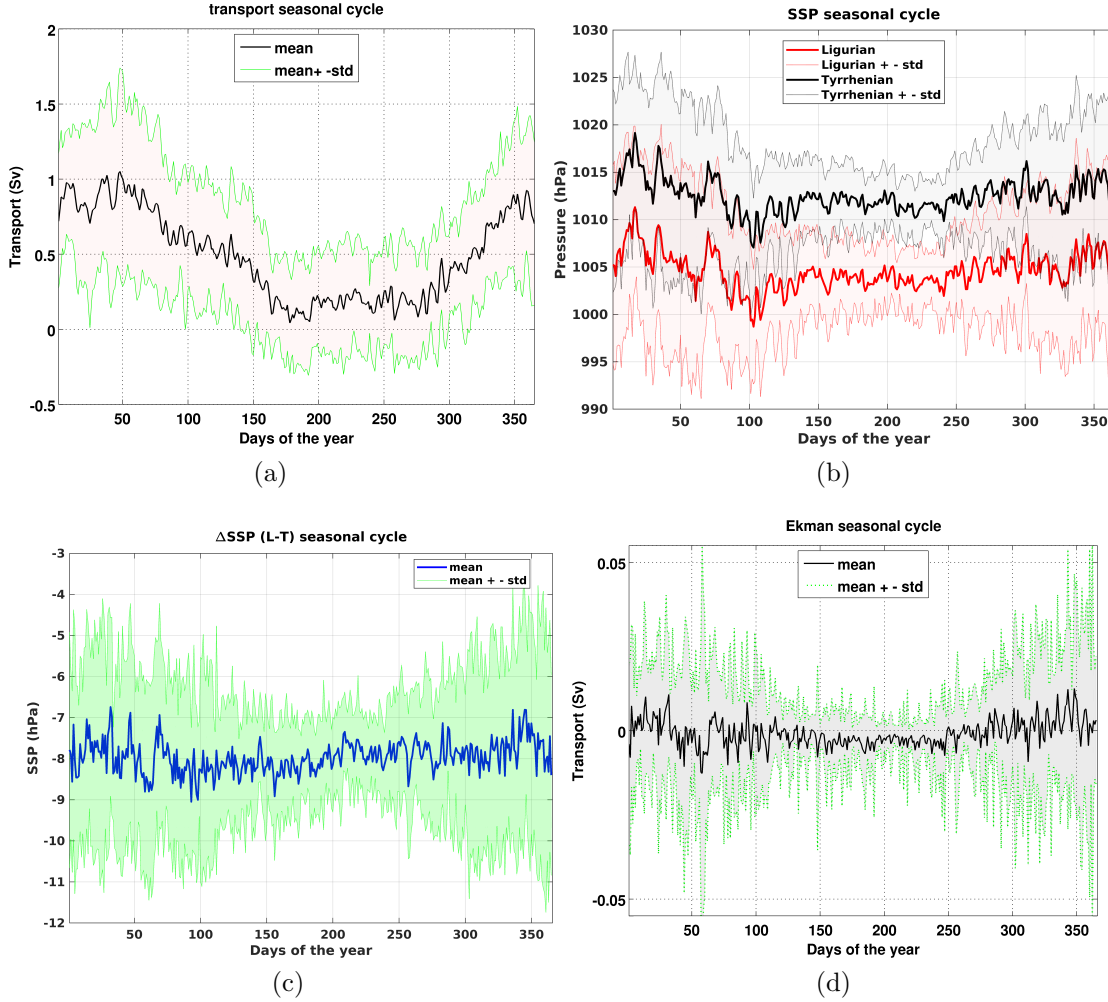 transport seasonal cycle
2
1.5
1
0.5
0
-0.5
Transport (Sv)
mean
mean+ -std
50 100 150 200 250 300 350
Days of the year
(a)
SSP seasonal cycle
1030
1025
1020
1015
1010
1005
1000
995
990
Pressure (hPa)
Ligurian
Ligurian + - std
Tyrrhenian
Tyrrhenian + - std
50 100 150 200 250 300 350
Days of the year
(b)
ΔSSP (L-T) seasonal cycle
-3
-4
-5
-6
-7
-8
-9
-10
-11
-12
SSP (hPa)
mean
mean + - std
50 100 150 200 250 300 350
Days of the year
(c)
Ekman seasonal cycle
0.05
0
-0.05
Transport (Sv)
mean
mean + - std
50 100 150 200 250 300 350
Days of the year
(d)